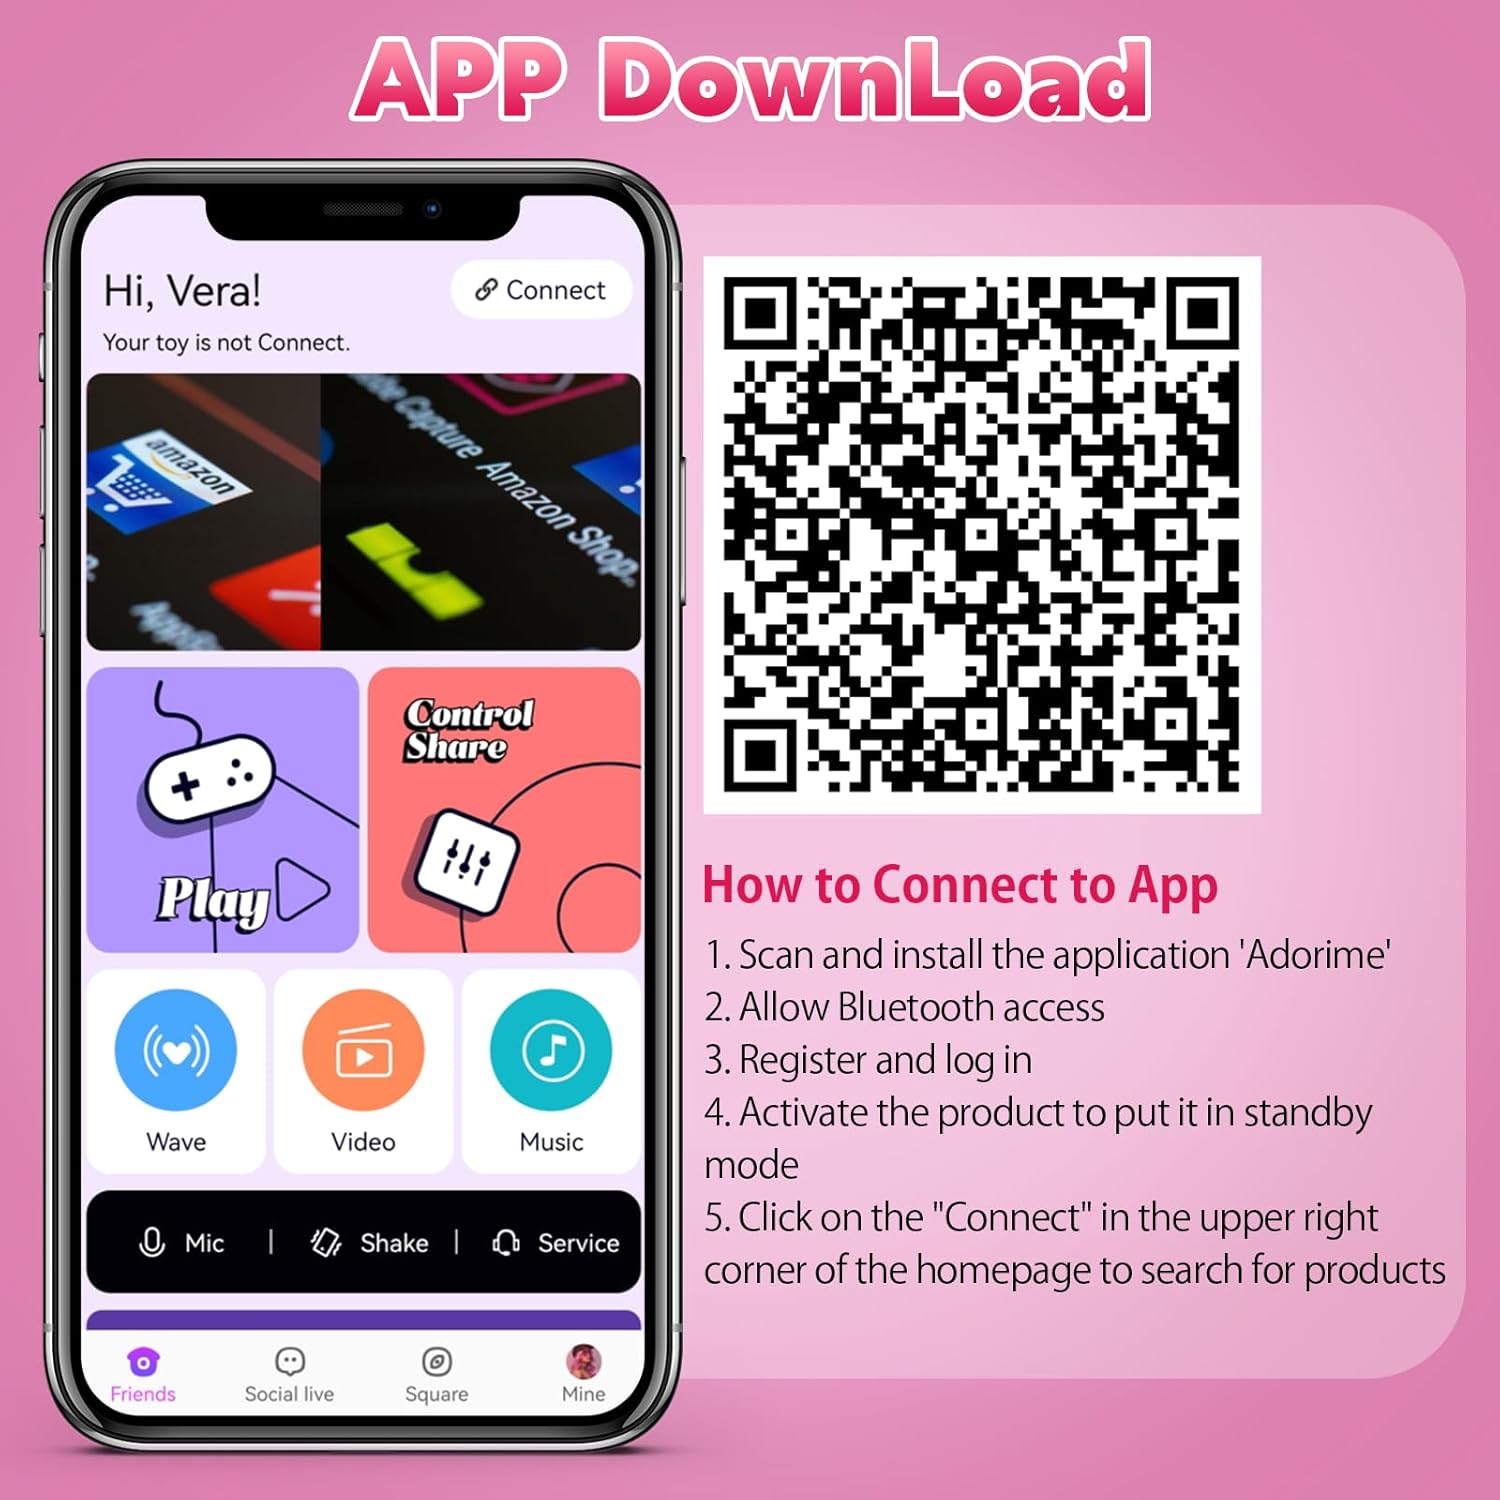 APP DownLoad
Hi, Vera!
Connect
Your toy is not Connect.
amazon
Capture Amazon Shop.
Control
Share
Play
Wave
Video
Music
Mic | Shake | Service
Friends
Social live
Square
Mine
How to Connect to App
1. Scan and install the application 'Adorime'
2. Allow Bluetooth access
3. Register and log in
4. Activate the product to put it in standby
mode
5. Click on the "Connect" in the upper right
corner of the homepage to search for products